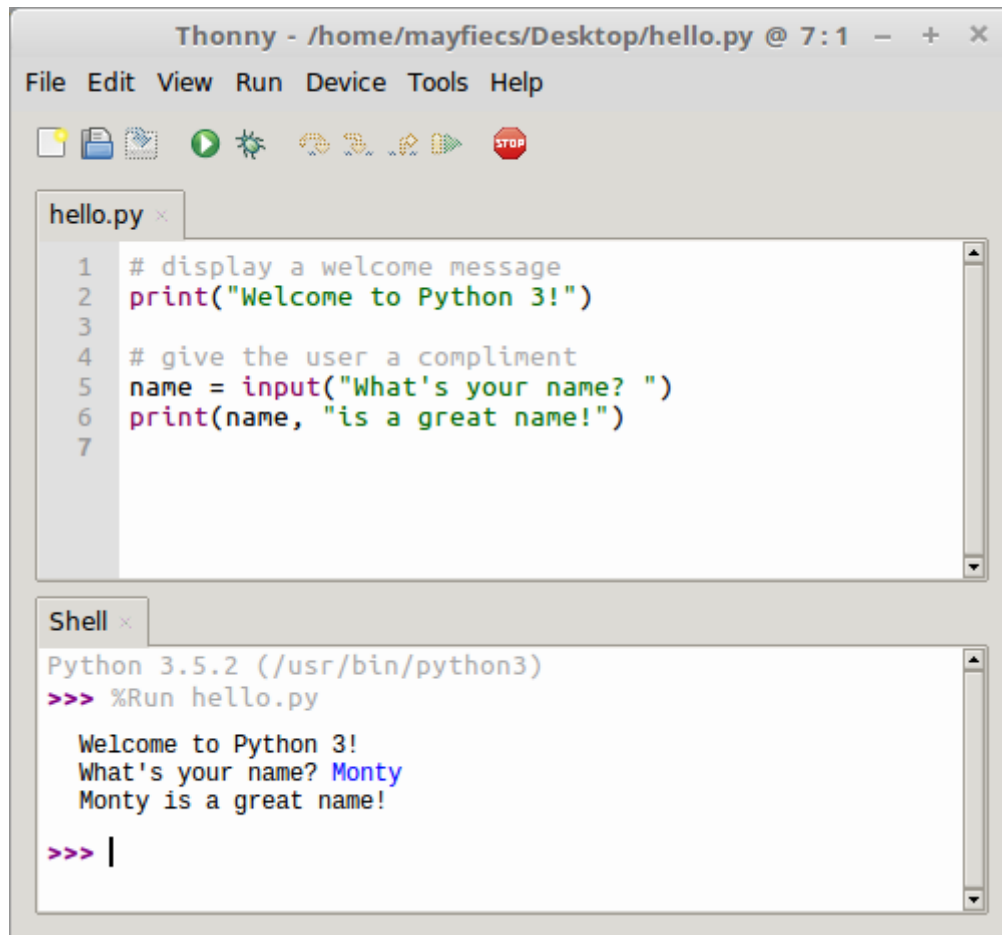 Thonny - /home/mayfiecs/Desktop/hello.py @ 7:1
File Edit View Run Device Tools Help
STOP
hello.py
1 # display a welcome message
2 print("Welcome to Python 3!")
3
4 # give the user a compliment
5 name = input("What's your name? ")
6 print(name, "is a great name!")
7
Shell
Python 3.5.2 (/usr/bin/python3)
>>> %Run hello.py
Welcome to Python 3!
What's your name? Monty
Monty is a great name!
>>>